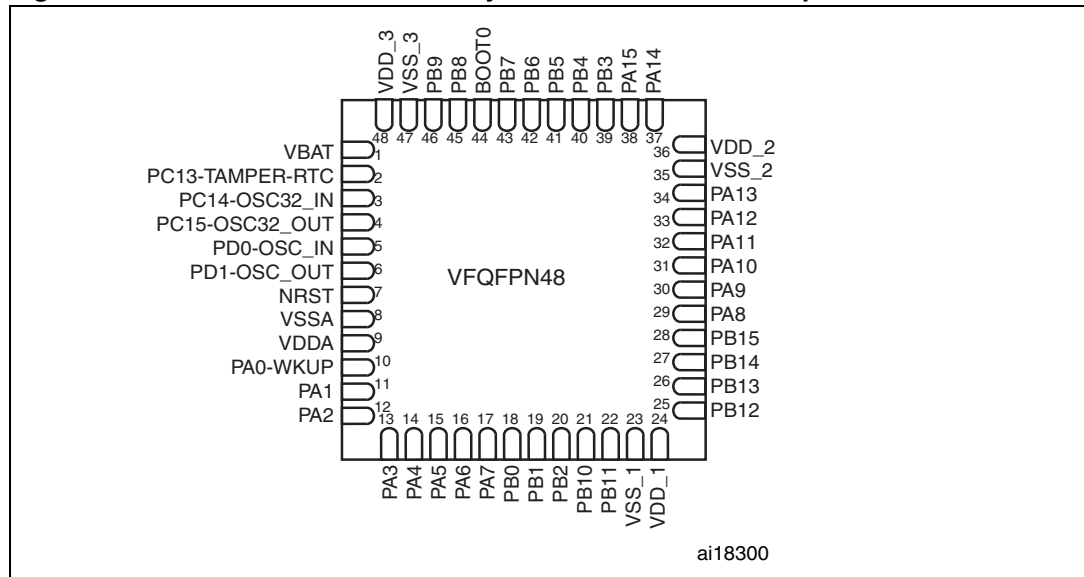 VDD_3
VSS_3
PB9
PB8
BOOT0
PB7
PB6
PB5
PB4
PB3
PA15
PA14
48 47 46 45 44 43 42 41 40 39 38 37
VBAT 1
PC13-TAMPER-RTC 2
PC14-OSC32_IN 3
PC15-OSC32_OUT 4
PD0-OSC_IN 5
PD1-OSC_OUT 6
NRST 7
VSSA 8
VDDA 9
PA0-WKUP 10
PA1 11
PA2 12
VFQFPN48
36 VDD_2
35 VSS_2
34 PA13
33 PA12
32 PA11
31 PA10
30 PA9
29 PA8
28 PB15
27 PB14
26 PB13
25 PB12
13 14 15 16 17 18 19 20 21 22 23 24
PA3
PA4
PA5
PA6
PA7
PB0
PB1
PB2
PB10
PB11
VSS_1
VDD_1
ai18300